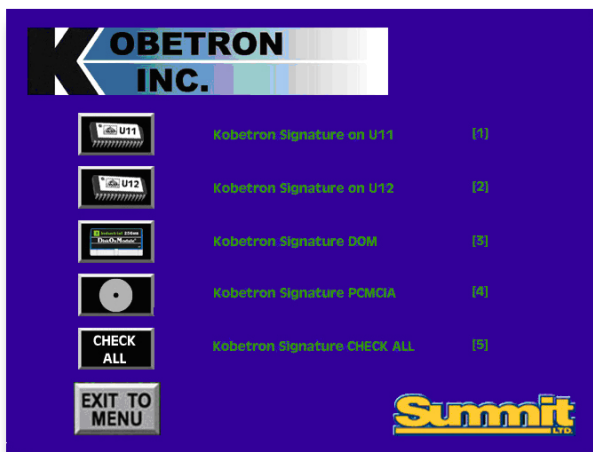 KOBETRON
INC.
U11
Kobetron Signature on U11 [1]
U12
Kobetron Signature on U12 [2]
DiskOnModule
Kobetron Signature DOM [3]
Kobetron Signature PCMCIA [4]
CHECK
ALL
Kobetron Signature CHECK ALL [5]
EXIT TO
MENU
Summit
LTD.